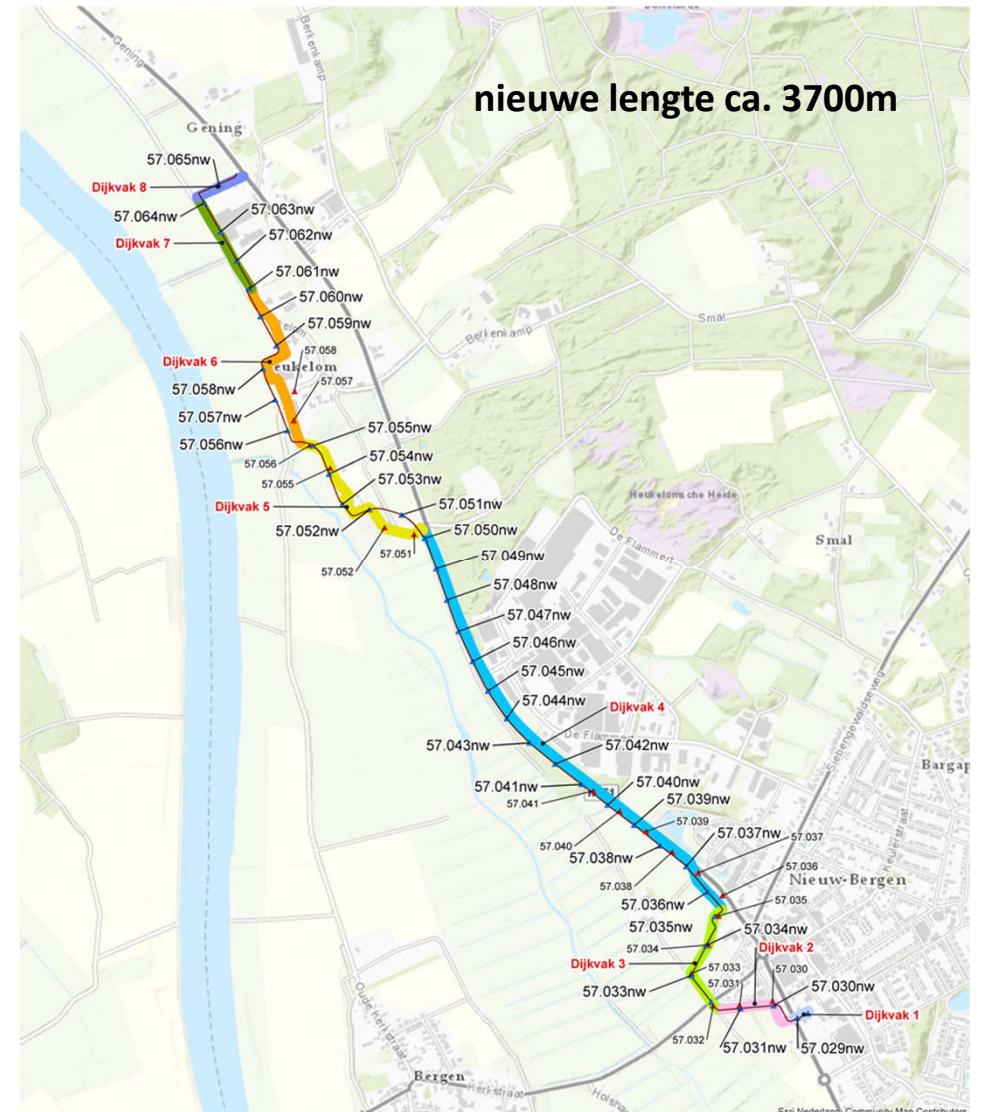 Gening
Berkenkamp
nieuwe lengte ca. 3700m
Gening
57.065nw
Dijkvak 8
57.064nw
57.063nw
Dijkvak 7
57.062nw
57.061nw
57.060nw
57.059nw
Smal
Berkenkamp
57.058
Dijkvak 6
eukelom
57.058nw
57.057
57.057nw
57.055nw
57.056nw
57.054nw
57.056
57.053nw
57.055
Heukelomsche Heide
Dijkvak 5
57.051nw
57.052nw
57.050nw
De Flammert
Smal
57.051
57.052
57.049nw
57.048nw
57.047nw
57.046nw
57.045nw
Siebengewaldseweg
57.044nw
Dijkvak 4
De Flammert
57.043nw
57.042nw
Bargap
57.041nw
57.040nw
57.041
57.039nw
57.039
57.037nw
57.037
57.040
57.038nw
Keulerstraat
57.036
57.038
Nieuw-Bergen
57.036nw
57.035
57.035nw
57.034nw
57.034
Dijkvak 2
Dijkvak 3
57.033
57.030
57.031
57.033nw
57.030nw
Oude Kerkstraat
Dijkvak 1
57.032
57.031nw
57.029nw
Bergen
Kerkstraat
Holsha
Esri Nederland, Community Map Contributors